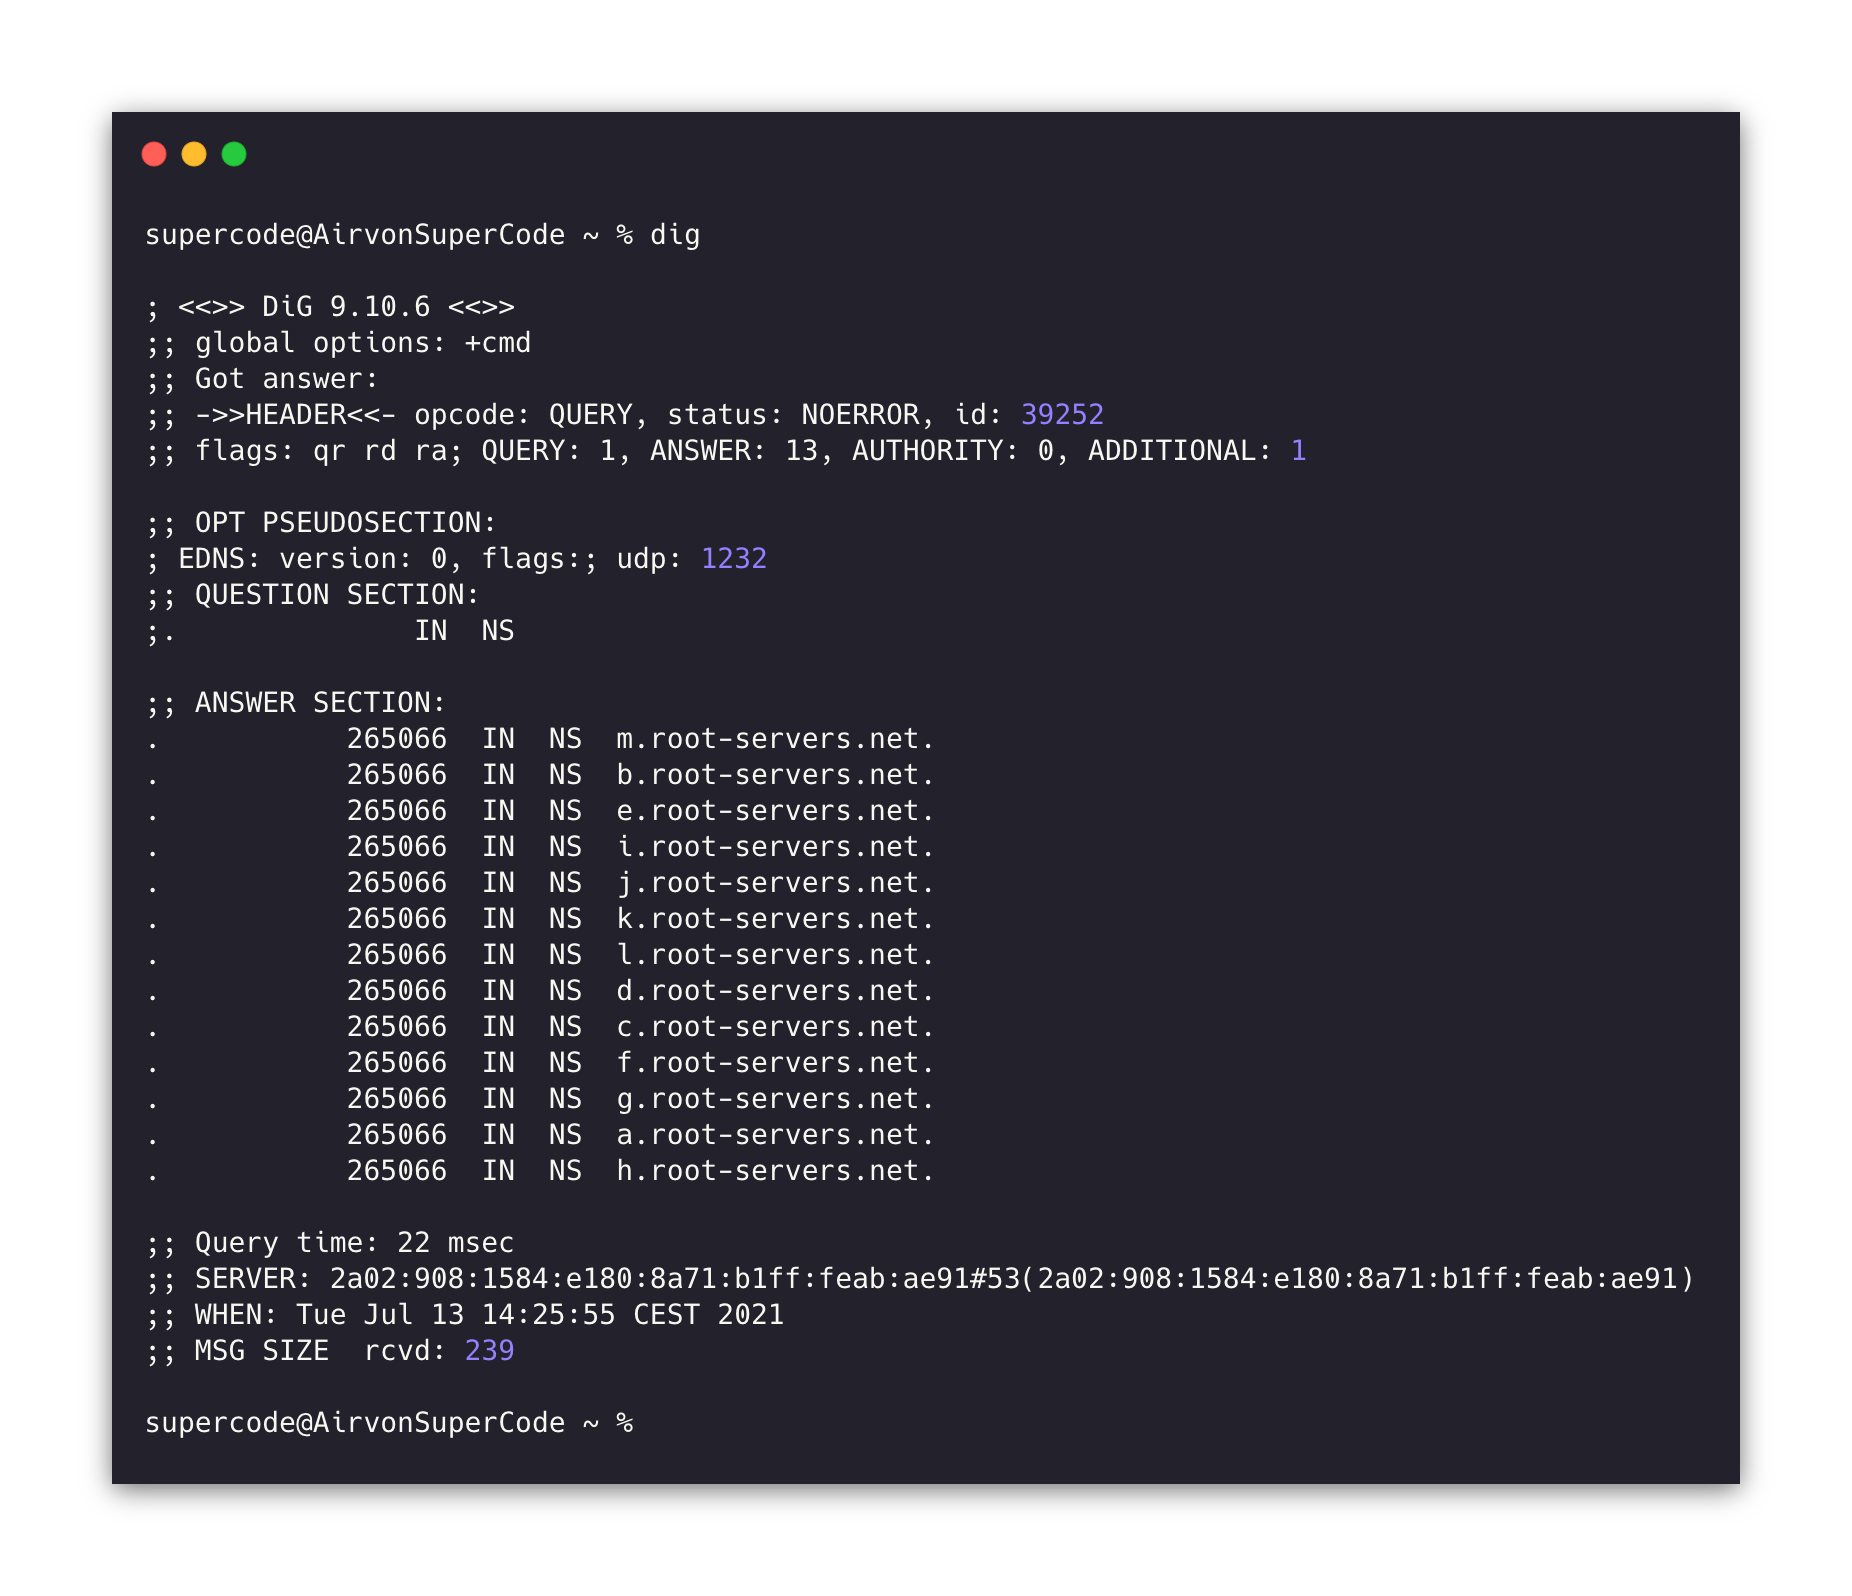 supercode@AirvonSuperCode ~ % dig
; <<>> DiG 9.10.6 <<>>
;; global options: +cmd
;; Got answer:
;; ->>HEADER<<- opcode: QUERY, status: NOERROR, id: 39252
;; flags: qr rd ra; QUERY: 1, ANSWER: 13, AUTHORITY: 0, ADDITIONAL: 1
;; OPT PSEUDOSECTION:
; EDNS: version: 0, flags:; udp: 1232
;; QUESTION SECTION:
;.               IN  NS
;; ANSWER SECTION:
.           265066  IN  NS  m.root-servers.net.
.           265066  IN  NS  b.root-servers.net.
.           265066  IN  NS  e.root-servers.net.
.           265066  IN  NS  i.root-servers.net.
.           265066  IN  NS  j.root-servers.net.
.           265066  IN  NS  k.root-servers.net.
.           265066  IN  NS  l.root-servers.net.
.           265066  IN  NS  d.root-servers.net.
.           265066  IN  NS  c.root-servers.net.
.           265066  IN  NS  f.root-servers.net.
.           265066  IN  NS  g.root-servers.net.
.           265066  IN  NS  a.root-servers.net.
.           265066  IN  NS  h.root-servers.net.
;; Query time: 22 msec
;; SERVER: 2a02:908:1584:e180:8a71:b1ff:feab:ae91#53(2a02:908:1584:e180:8a71:b1ff:feab:ae91)
;; WHEN: Tue Jul 13 14:25:55 CEST 2021
;; MSG SIZE  rcvd: 239
supercode@AirvonSuperCode ~ %